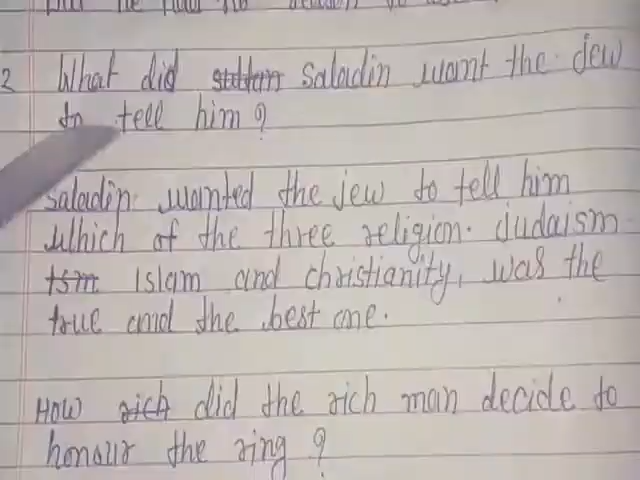 2 What did Saladin want the Jew
to tell him?
Saladin wanted the jew to tell him
which of the three religion. Judaism
Islam and christianity, was the
true and the best one.
How did the rich man decide to
honour the ring?